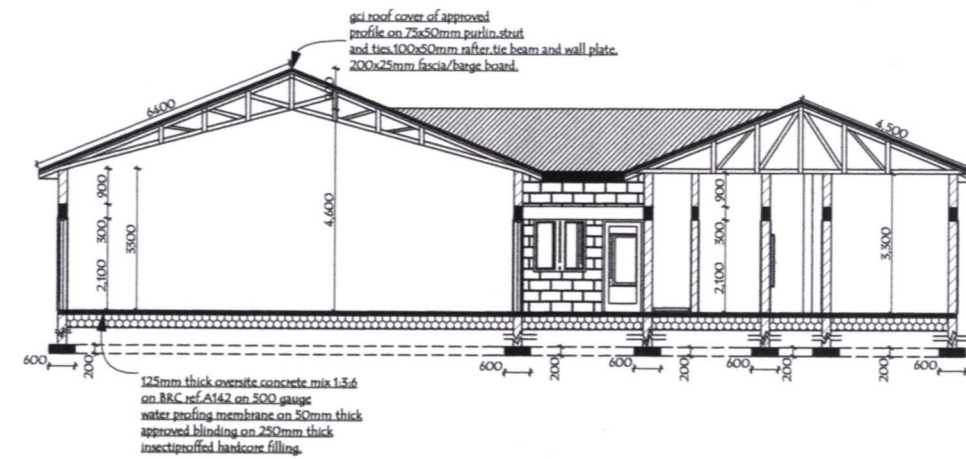 gci roof cover of approved
profile on 75x50mm purlin.strut
and ties.100x50mm rafter.tie beam and wall plate.
200x25mm fascia/barge board.
6400
4,500
900
300
2,100
3300
4,600
900
300
2,100
3,300
600
200
600
200
600
600
200
600
200
125mm thick oversite concrete mix 1:3:6
on BRC ref.A142 on 500 gauge
water profing membrane on 50mm thick
approved blinding on 250mm thick
insectiproffed hardcore filling.